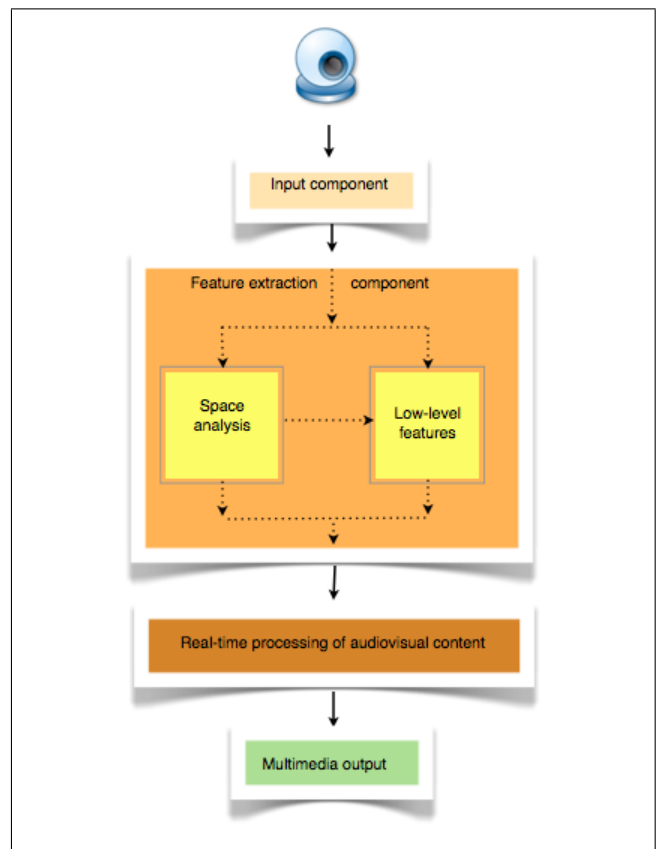 Input component
Feature extraction component
Space
analysis
Low-level
features
Real-time processing of audiovisual content
Multimedia output